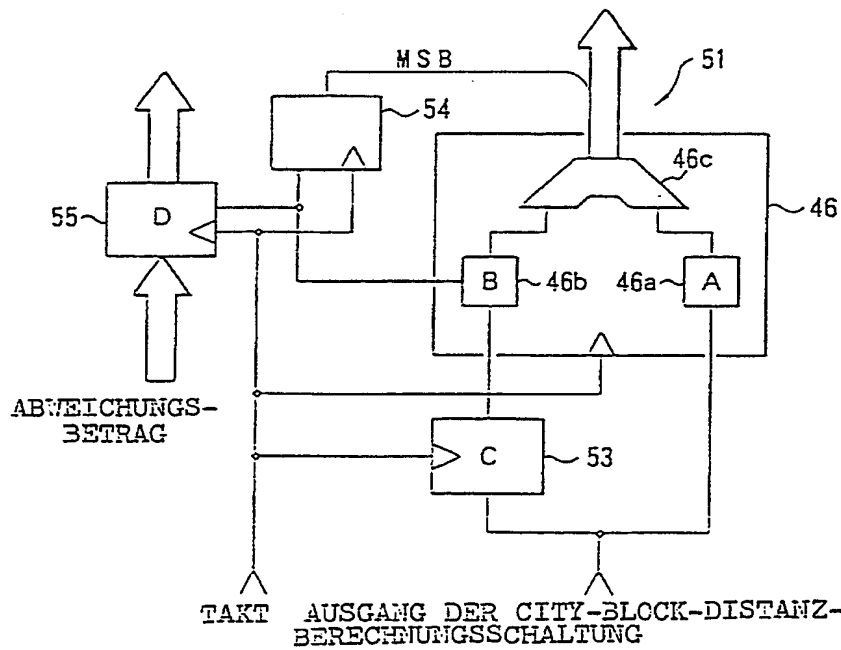 MSB
51
54
46c
55
D
46
B
46b
46a
A
ABWEICHUNGS-
BETRAG
C
53
TAKT
AUSGANG DER CITY-BLOCK-DISTANZ-
BERECHNUNGSSCHALTUNG